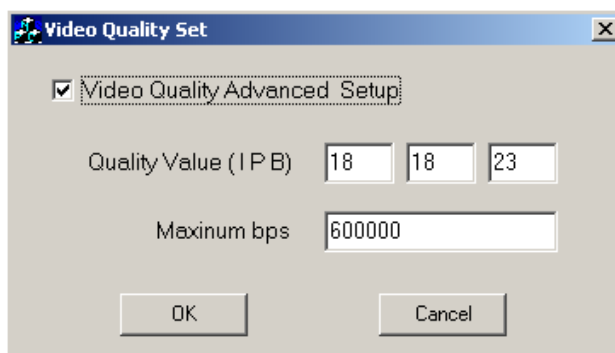 Video Quality Set
Video Quality Advanced Setup
Quality Value ( I P B) 18 18 23
Maxinum bps 600000
OK Cancel